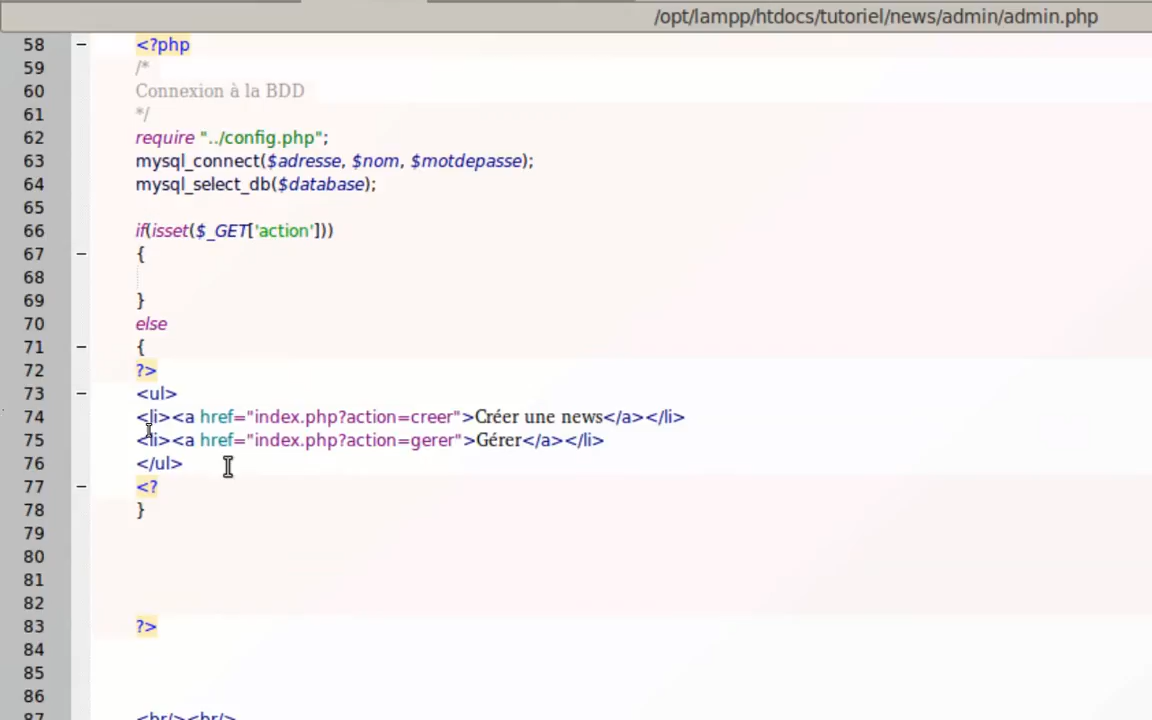 /opt/lampp/htdocs/tutoriel/news/admin/admin.php
58 <?php
59 /*
60 Connexion à la BDD
61 */
62 require "../config.php";
63 mysql_connect($adresse, $nom, $motdepasse);
64 mysql_select_db($database);
65
66 if(isset($_GET['action']))
67 {
68
69 }
70 else
71 {
72 ?>
73 <ul>
74 <li><a href="index.php?action=creer">Créer une news</a></li>
75 <li><a href="index.php?action=gerer">Gérer</a></li>
76 </ul>
77 <?
78 }
79
80
81
82
83 ?>
84
85
86
87 <br/><br/>